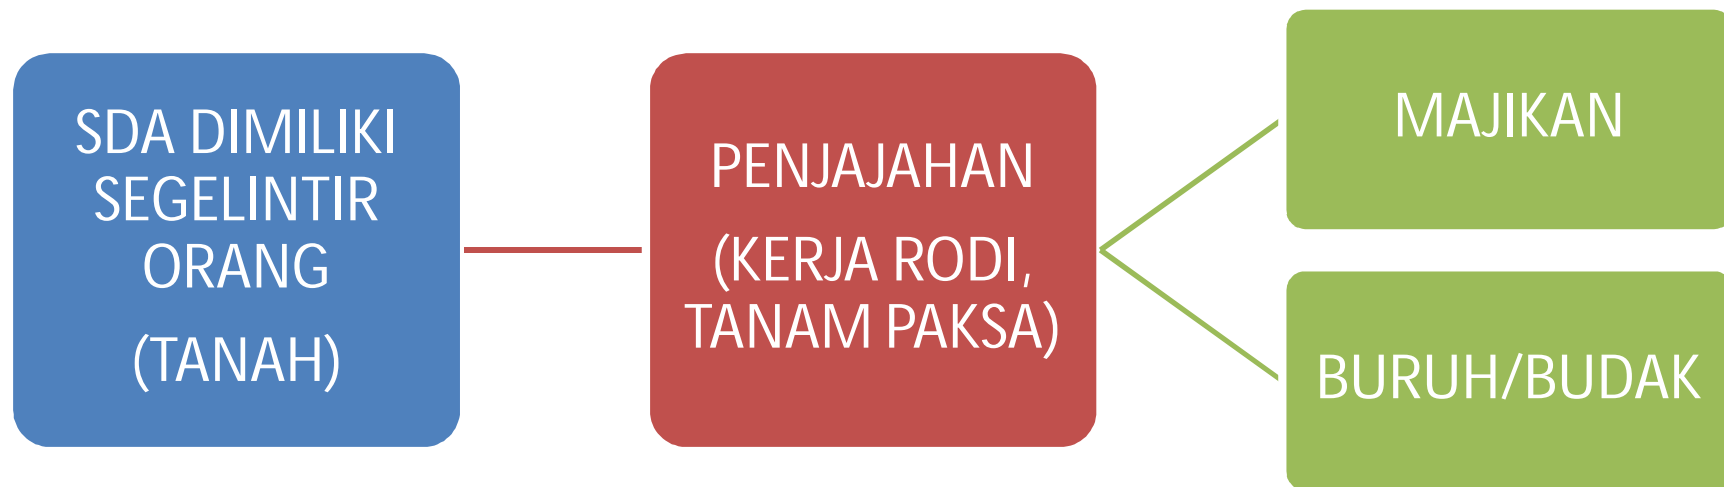 SDA DIMILIKI
SEGELINTIR
ORANG
(TANAH)
PENJAJAHAN
(KERJA RODI,
TANAM PAKSA)
MAJIKAN
BURUH/BUDAK